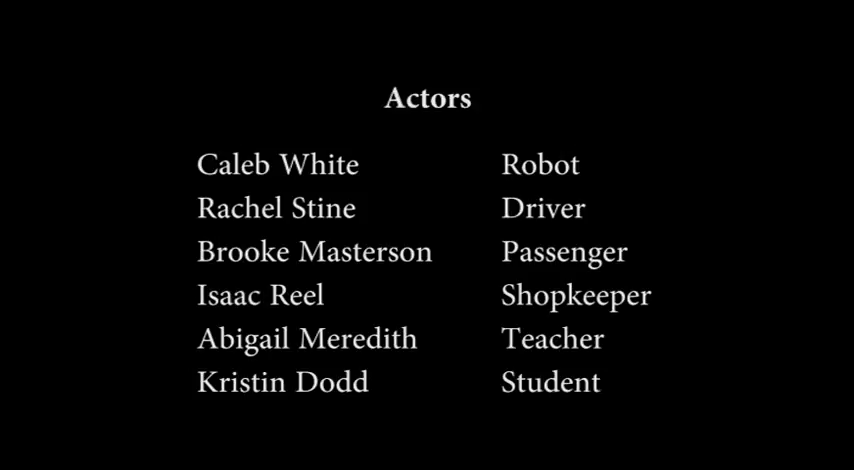 Actors
Caleb White Robot
Rachel Stine Driver
Brooke Masterson Passenger
Isaac Reel Shopkeeper
Abigail Meredith Teacher
Kristin Dodd Student